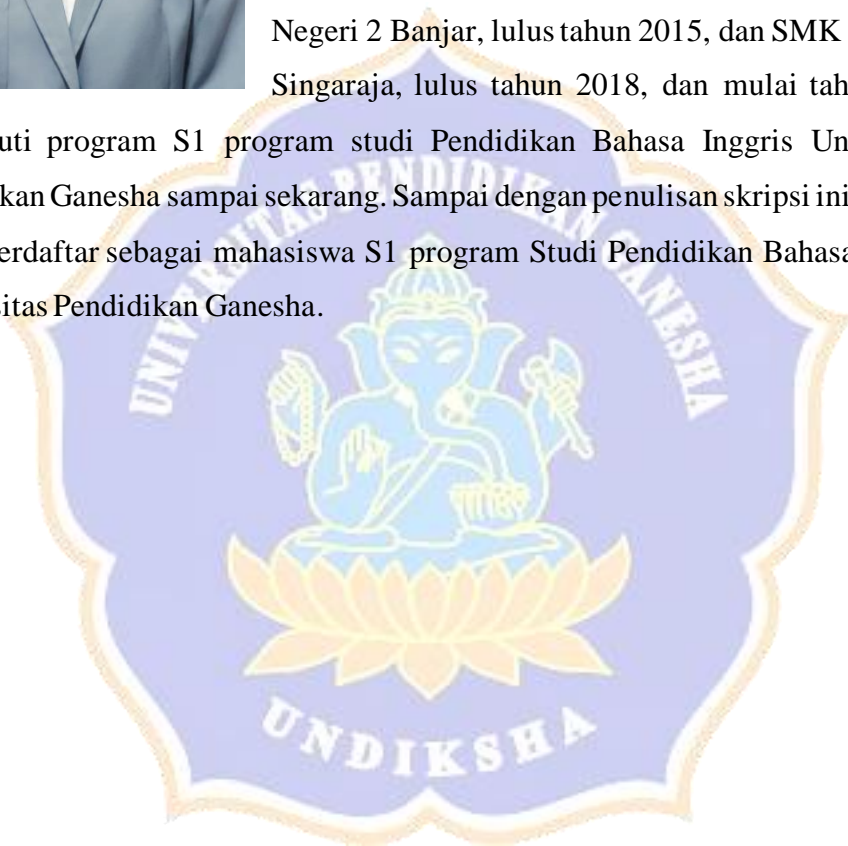 Negeri 2 Banjar, lulus tahun 2015, dan SMK
Singaraja, lulus tahun 2018, dan mulai tah
uti program S1 program studi Pendidikan Bahasa Inggris Un
kan Ganesha sampai sekarang. Sampai dengan penulisan skripsi ini
erdaftar sebagai mahasiswa S1 program Studi Pendidikan Bahasa
sitas Pendidikan Ganesha.
UNIVERSITAS PENDIDIKAN GANESHA
UNDIKSHA